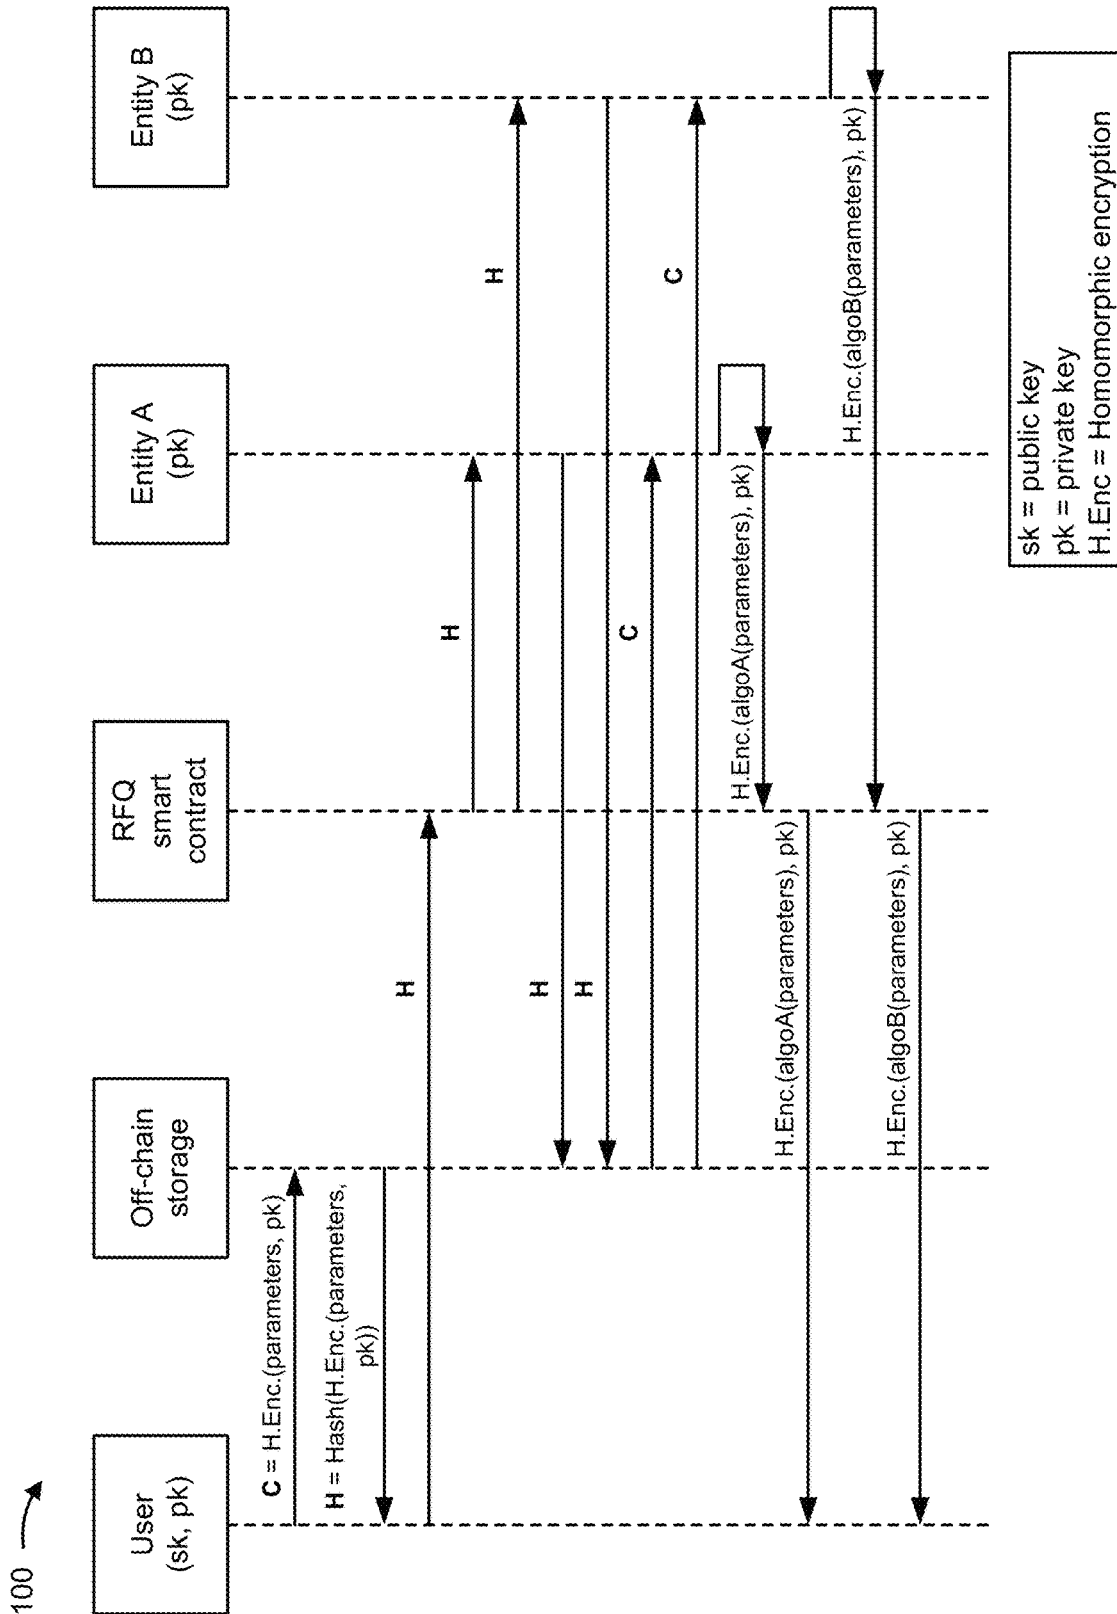 100
User
(sk, pk)
Off-chain
storage
RFQ
smart
contract
Entity A
(pk)
Entity B
(pk)
C = H.Enc.(parameters, pk)
H = Hash(H.Enc.(parameters,
pk))
H
H
H
H
H
C
C
H.Enc.(algoA(parameters), pk)
H.Enc.(algoA(parameters), pk)
H.Enc.(algoB(parameters), pk)
H.Enc.(algoB(parameters), pk)
sk = public key
pk = private key
H.Enc = Homomorphic encryption